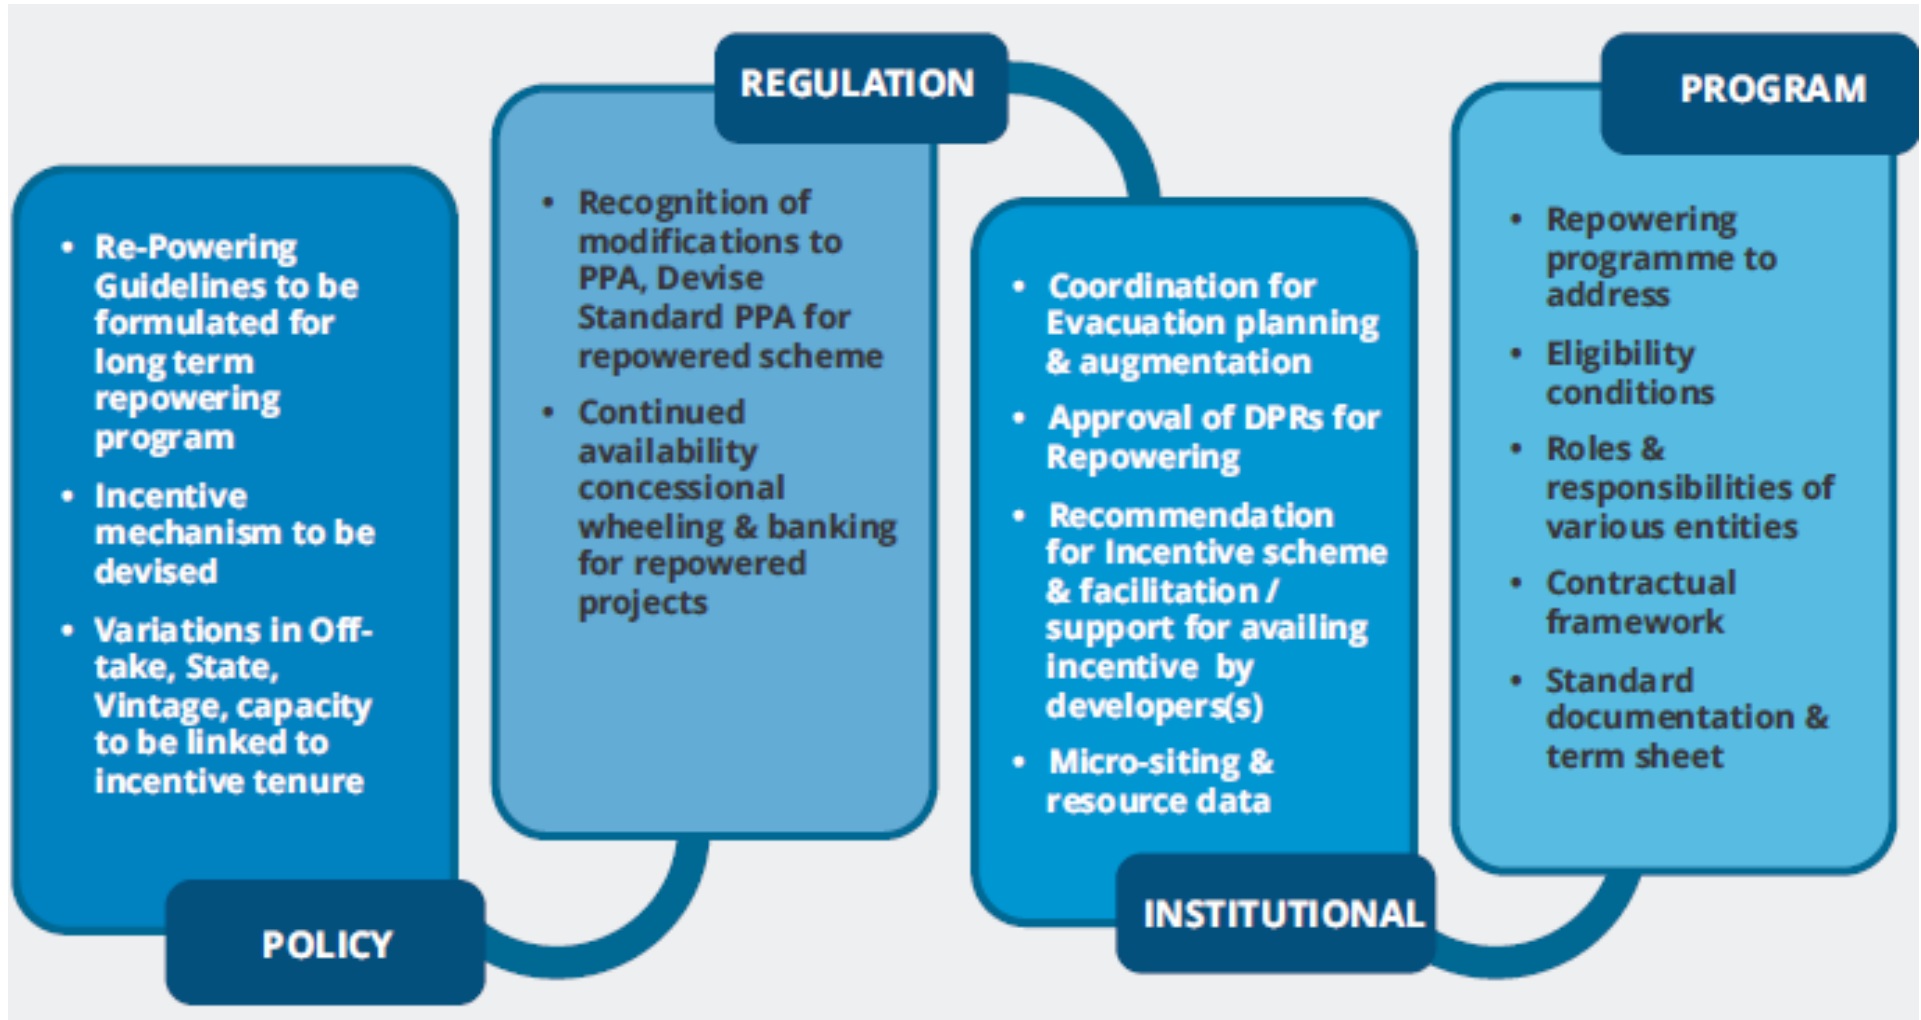 • Re-Powering
Guidelines to be
formulated for
long term
repowering
program
• Incentive
mechanism to be
devised
• Variations in Off-
take, State,
Vintage, capacity
to be linked to
incentive tenure
POLICY
REGULATION
• Recognition of
modifications to
PPA, Devise
Standard PPA for
repowered scheme
• Continued
availability
concessional
wheeling & banking
for repowered
projects
• Coordination for
Evacuation planning
& augmentation
• Approval of DPRs for
Repowering
• Recommendation
for Incentive scheme
& facilitation /
support for availing
incentive by
developers(s)
• Micro-siting &
resource data
INSTITUTIONAL
PROGRAM
• Repowering
programme to
address
• Eligibility
conditions
• Roles &
responsibilities of
various entities
• Contractual
framework
• Standard
documentation &
term sheet